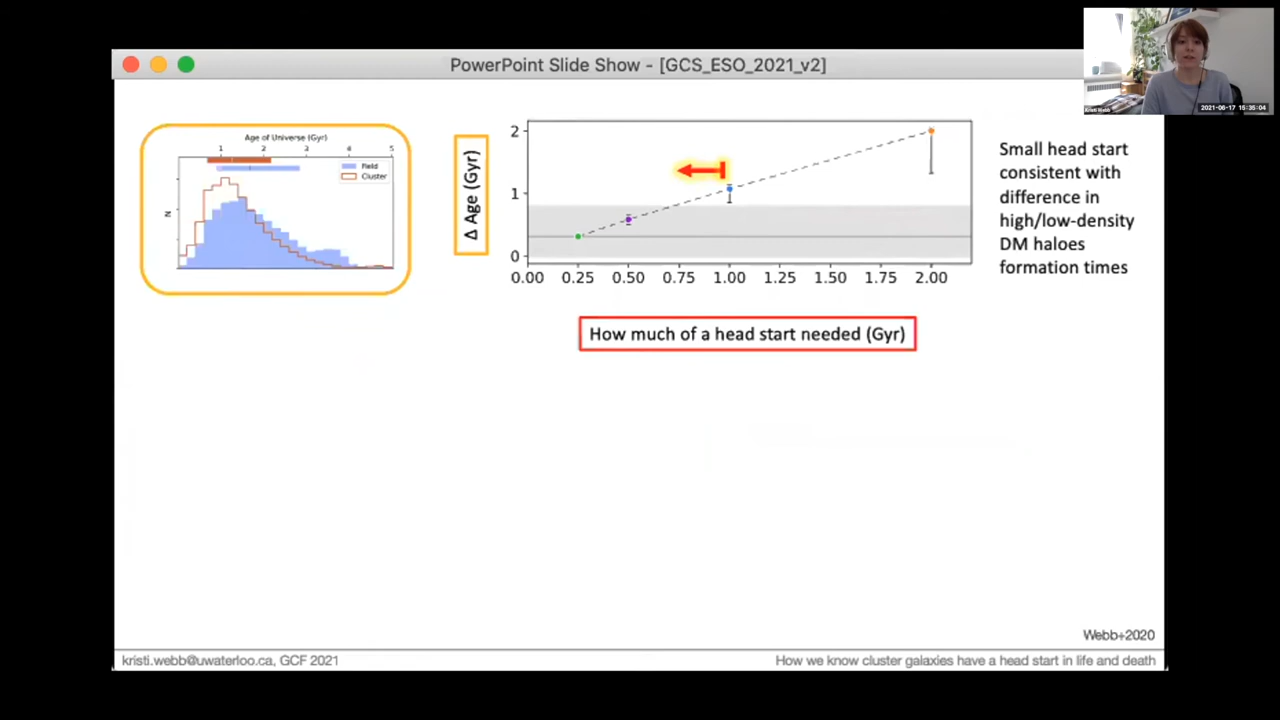 PowerPoint Slide Show - [GCS_ESO_2021_v2]
Kristi Webb
2021-06-17 15:35:04
Age of Universe (Gyr)
1 2 3 4 5
Field
Cluster
N
Δ Age (Gyr)
2
1
0
0.00 0.25 0.50 0.75 1.00 1.25 1.50 1.75 2.00
How much of a head start needed (Gyr)
Small head start
consistent with
difference in
high/low-density
DM haloes
formation times
Webb+2020
kristi.webb@uwaterloo.ca, GCF 2021
How we know cluster galaxies have a head start in life and death